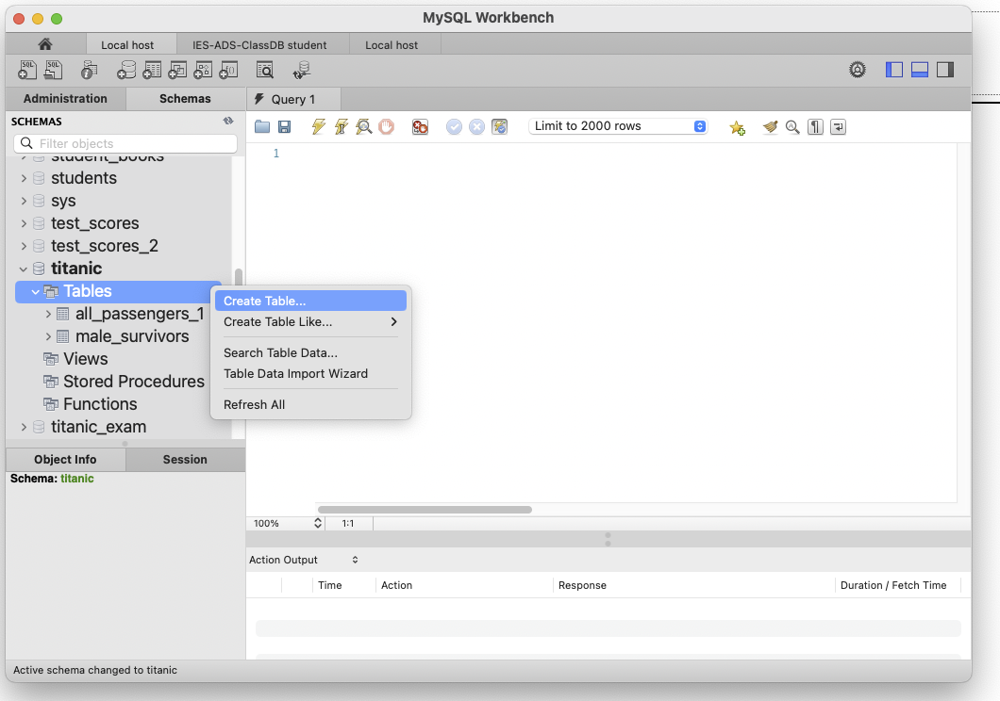 MySQL Workbench
Local host
IES-ADS-ClassDB student
Local host
Administration
Schemas
Query 1
SCHEMAS
Filter objects
Limit to 2000 rows
1
student_books
students
sys
test_scores
test_scores_2
titanic
Tables
all_passengers_1
male_survivors
Views
Stored Procedures
Functions
titanic_exam
Create Table...
Create Table Like...
Search Table Data...
Table Data Import Wizard
Refresh All
Object Info
Session
Schema: titanic
100%
1:1
Action Output
Time
Action
Response
Duration / Fetch Time
Active schema changed to titanic